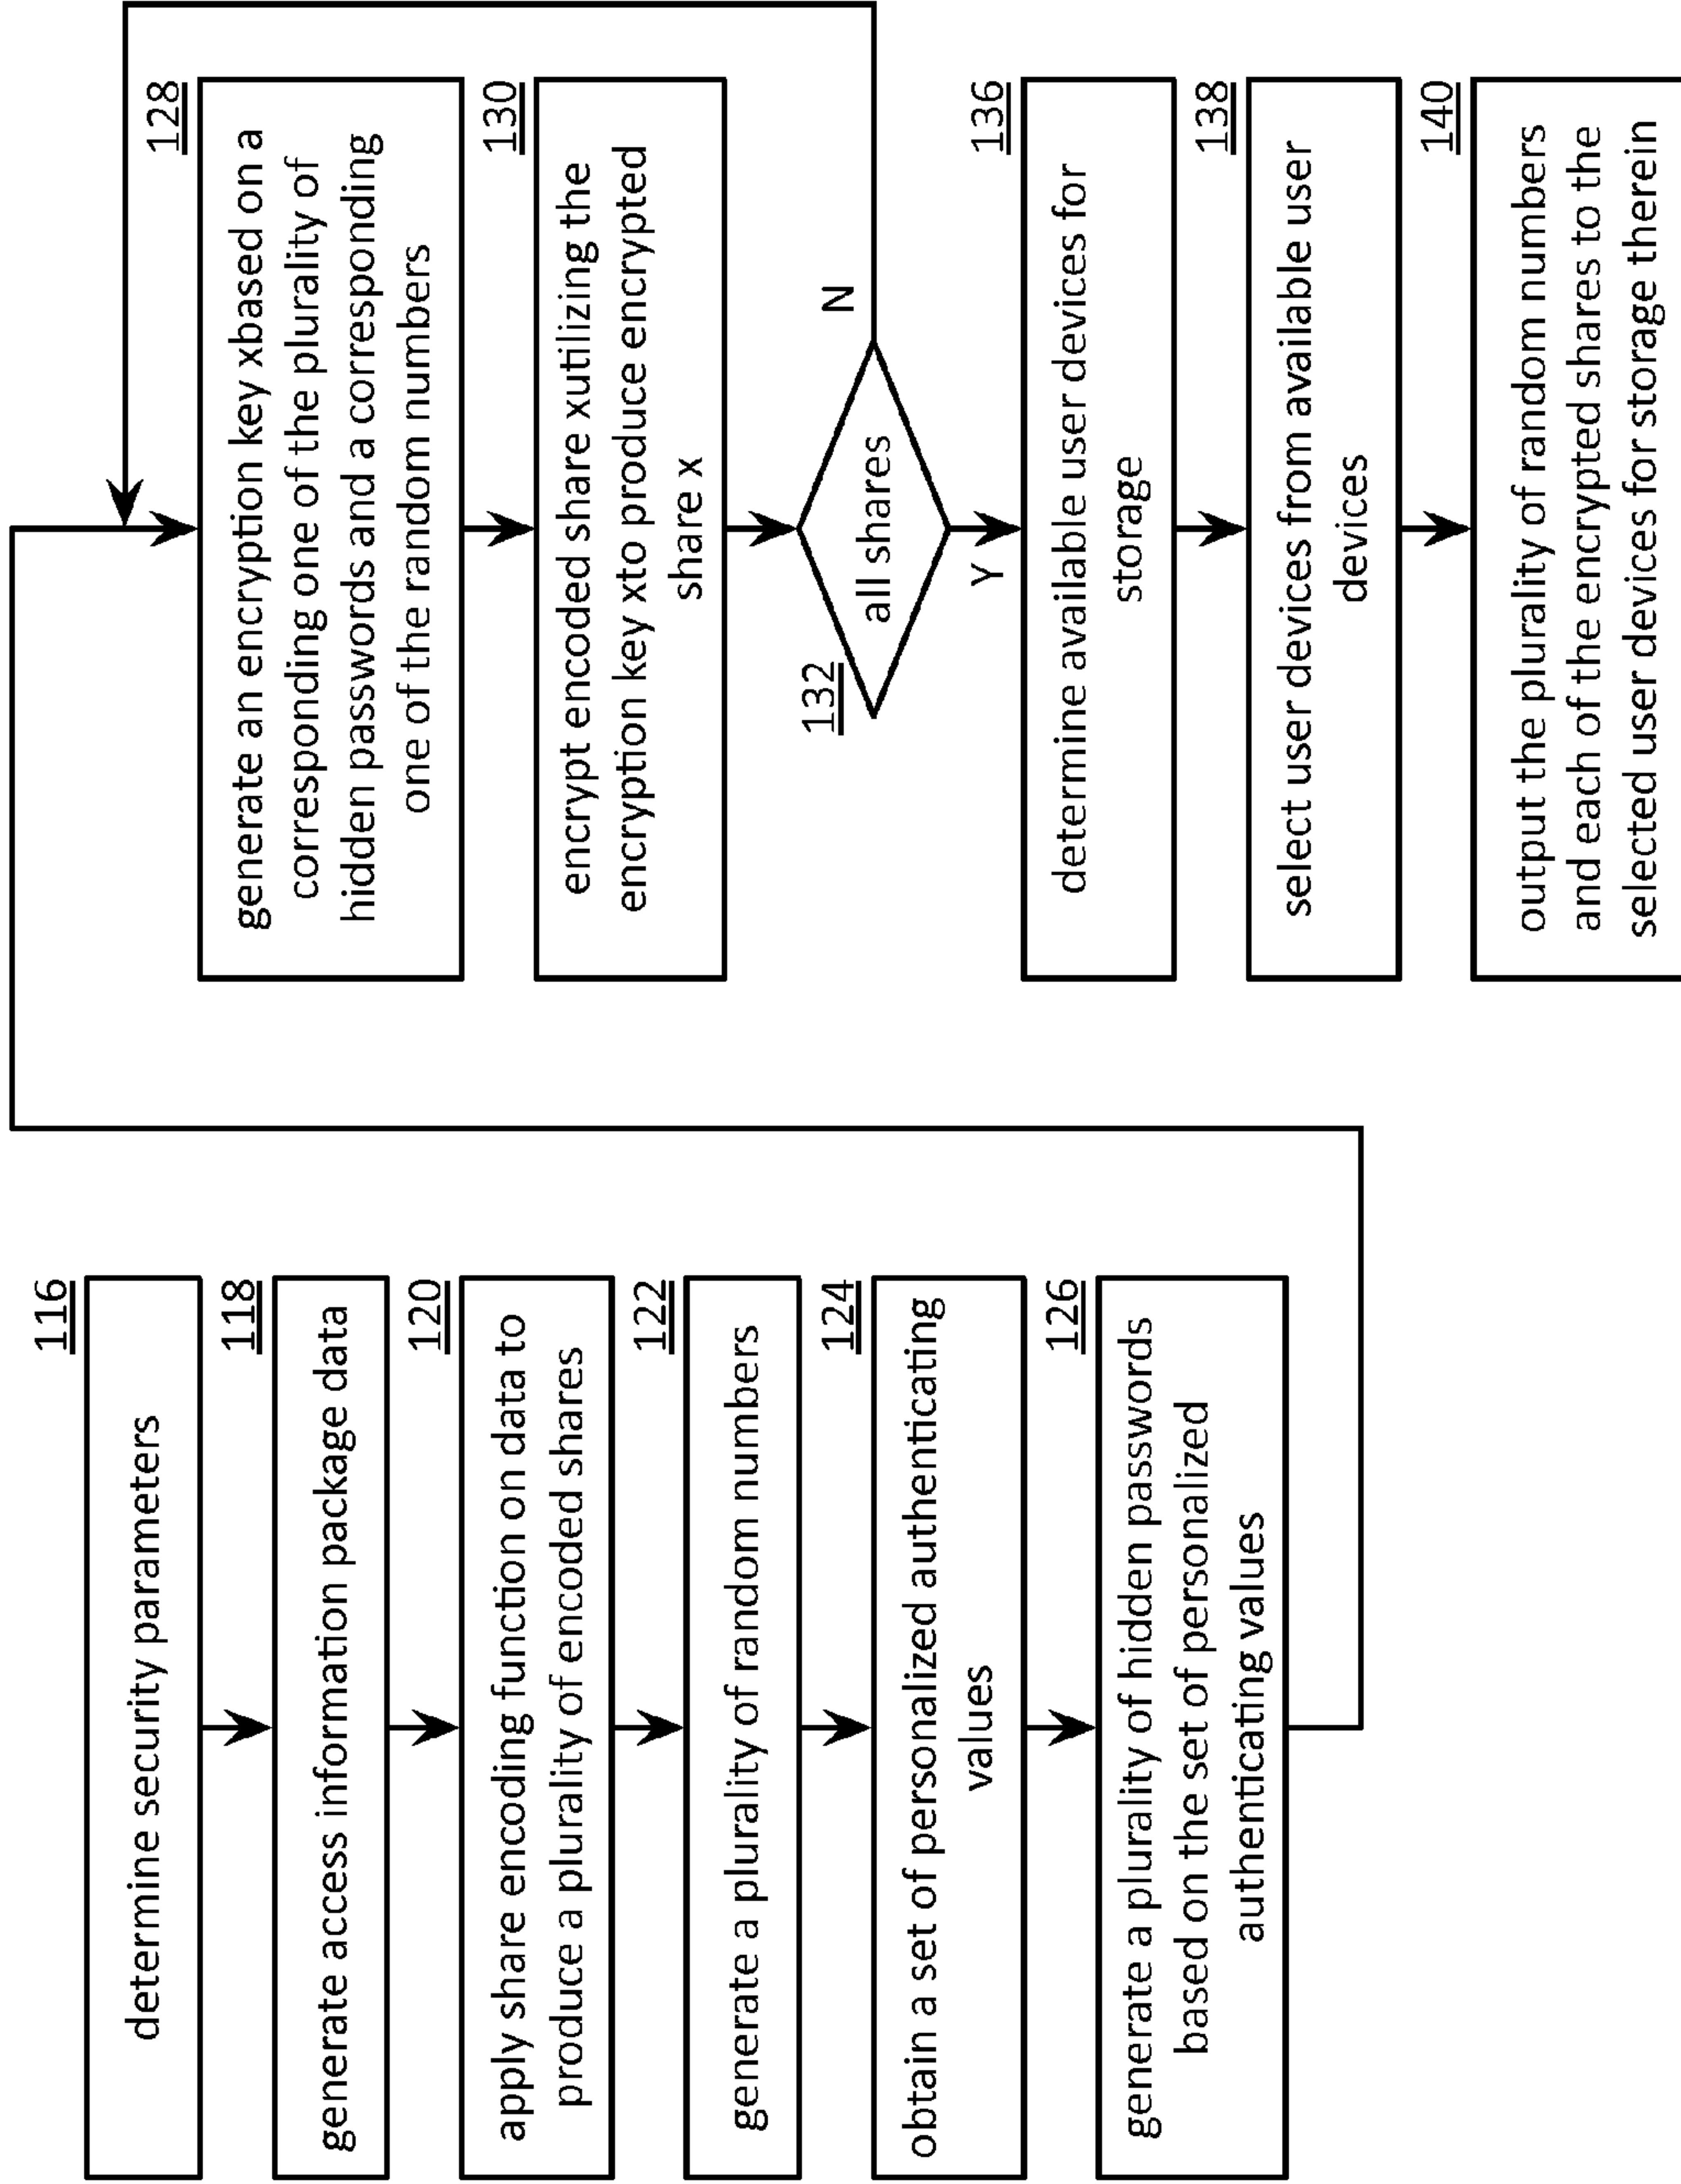 116
determine security parameters
118
generate access information package data
120
apply share encoding function on data to
produce a plurality of encoded shares
122
generate a plurality of random numbers
124
obtain a set of personalized authenticating
values
126
generate a plurality of hidden passwords
based on the set of personalized
authenticating values
128
generate an encryption key xbased on a
corresponding one of the plurality of
hidden passwords and a corresponding
one of the random numbers
130
encrypt encoded share xutilizing the
encryption key xto produce encrypted
share x
132
all shares
N
Y
136
determine available user devices for
storage
138
select user devices from available user
devices
140
output the plurality of random numbers
and each of the encrypted shares to the
selected user devices for storage therein